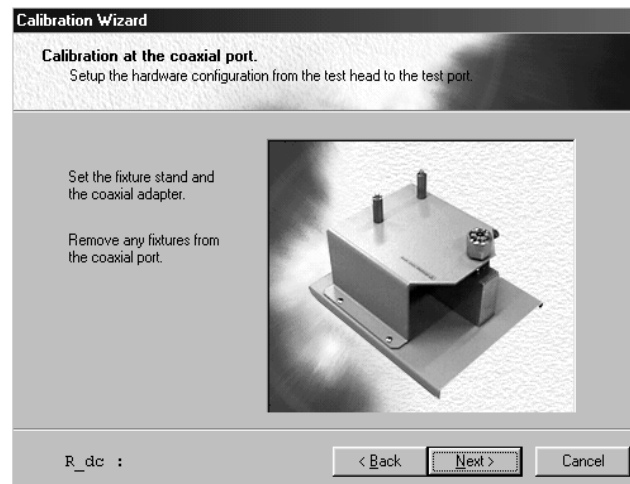 Calibration Wizard
Calibration at the coaxial port.
Setup the hardware configuration from the test head to the test port.
Set the fixture stand and
the coaxial adapter.
Remove any fixtures from
the coaxial port.
R_dc :
< Back
Next >
Cancel